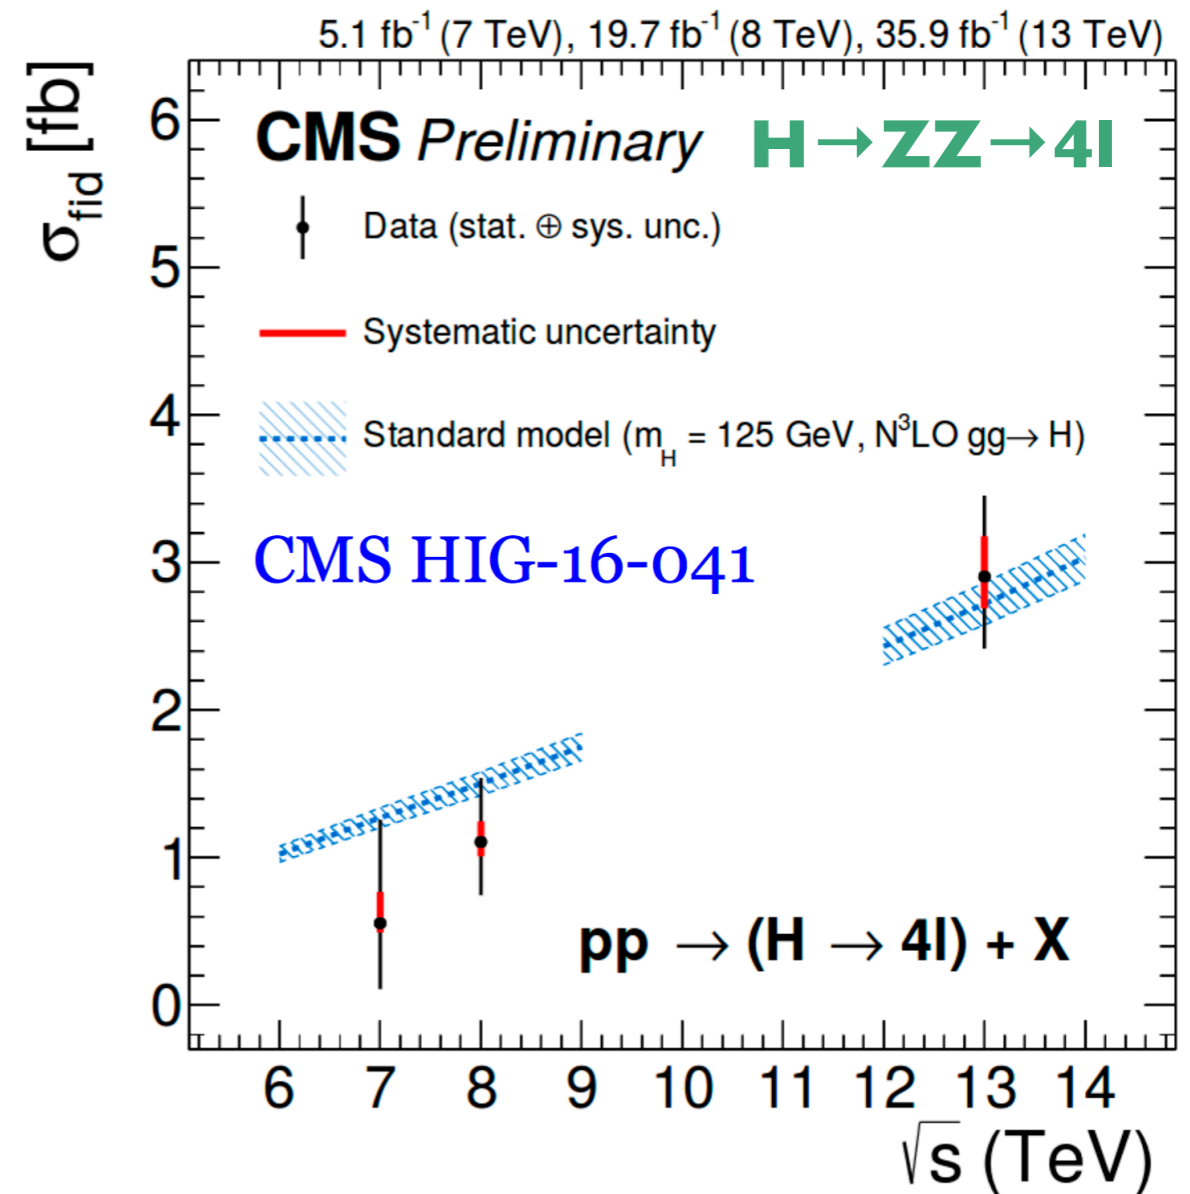 5.1 fb⁻¹ (7 TeV), 19.7 fb⁻¹ (8 TeV), 35.9 fb⁻¹ (13 TeV)
σ_fid [fb]
CMS Preliminary H→ZZ→4l
Data (stat. ⊕ sys. unc.)
Systematic uncertainty
Standard model (m_H = 125 GeV, N³LO gg→ H)
CMS HIG-16-041
pp → (H → 4l) + X
6
5
4
3
2
1
0
6 7 8 9 10 11 12 13 14
√s (TeV)